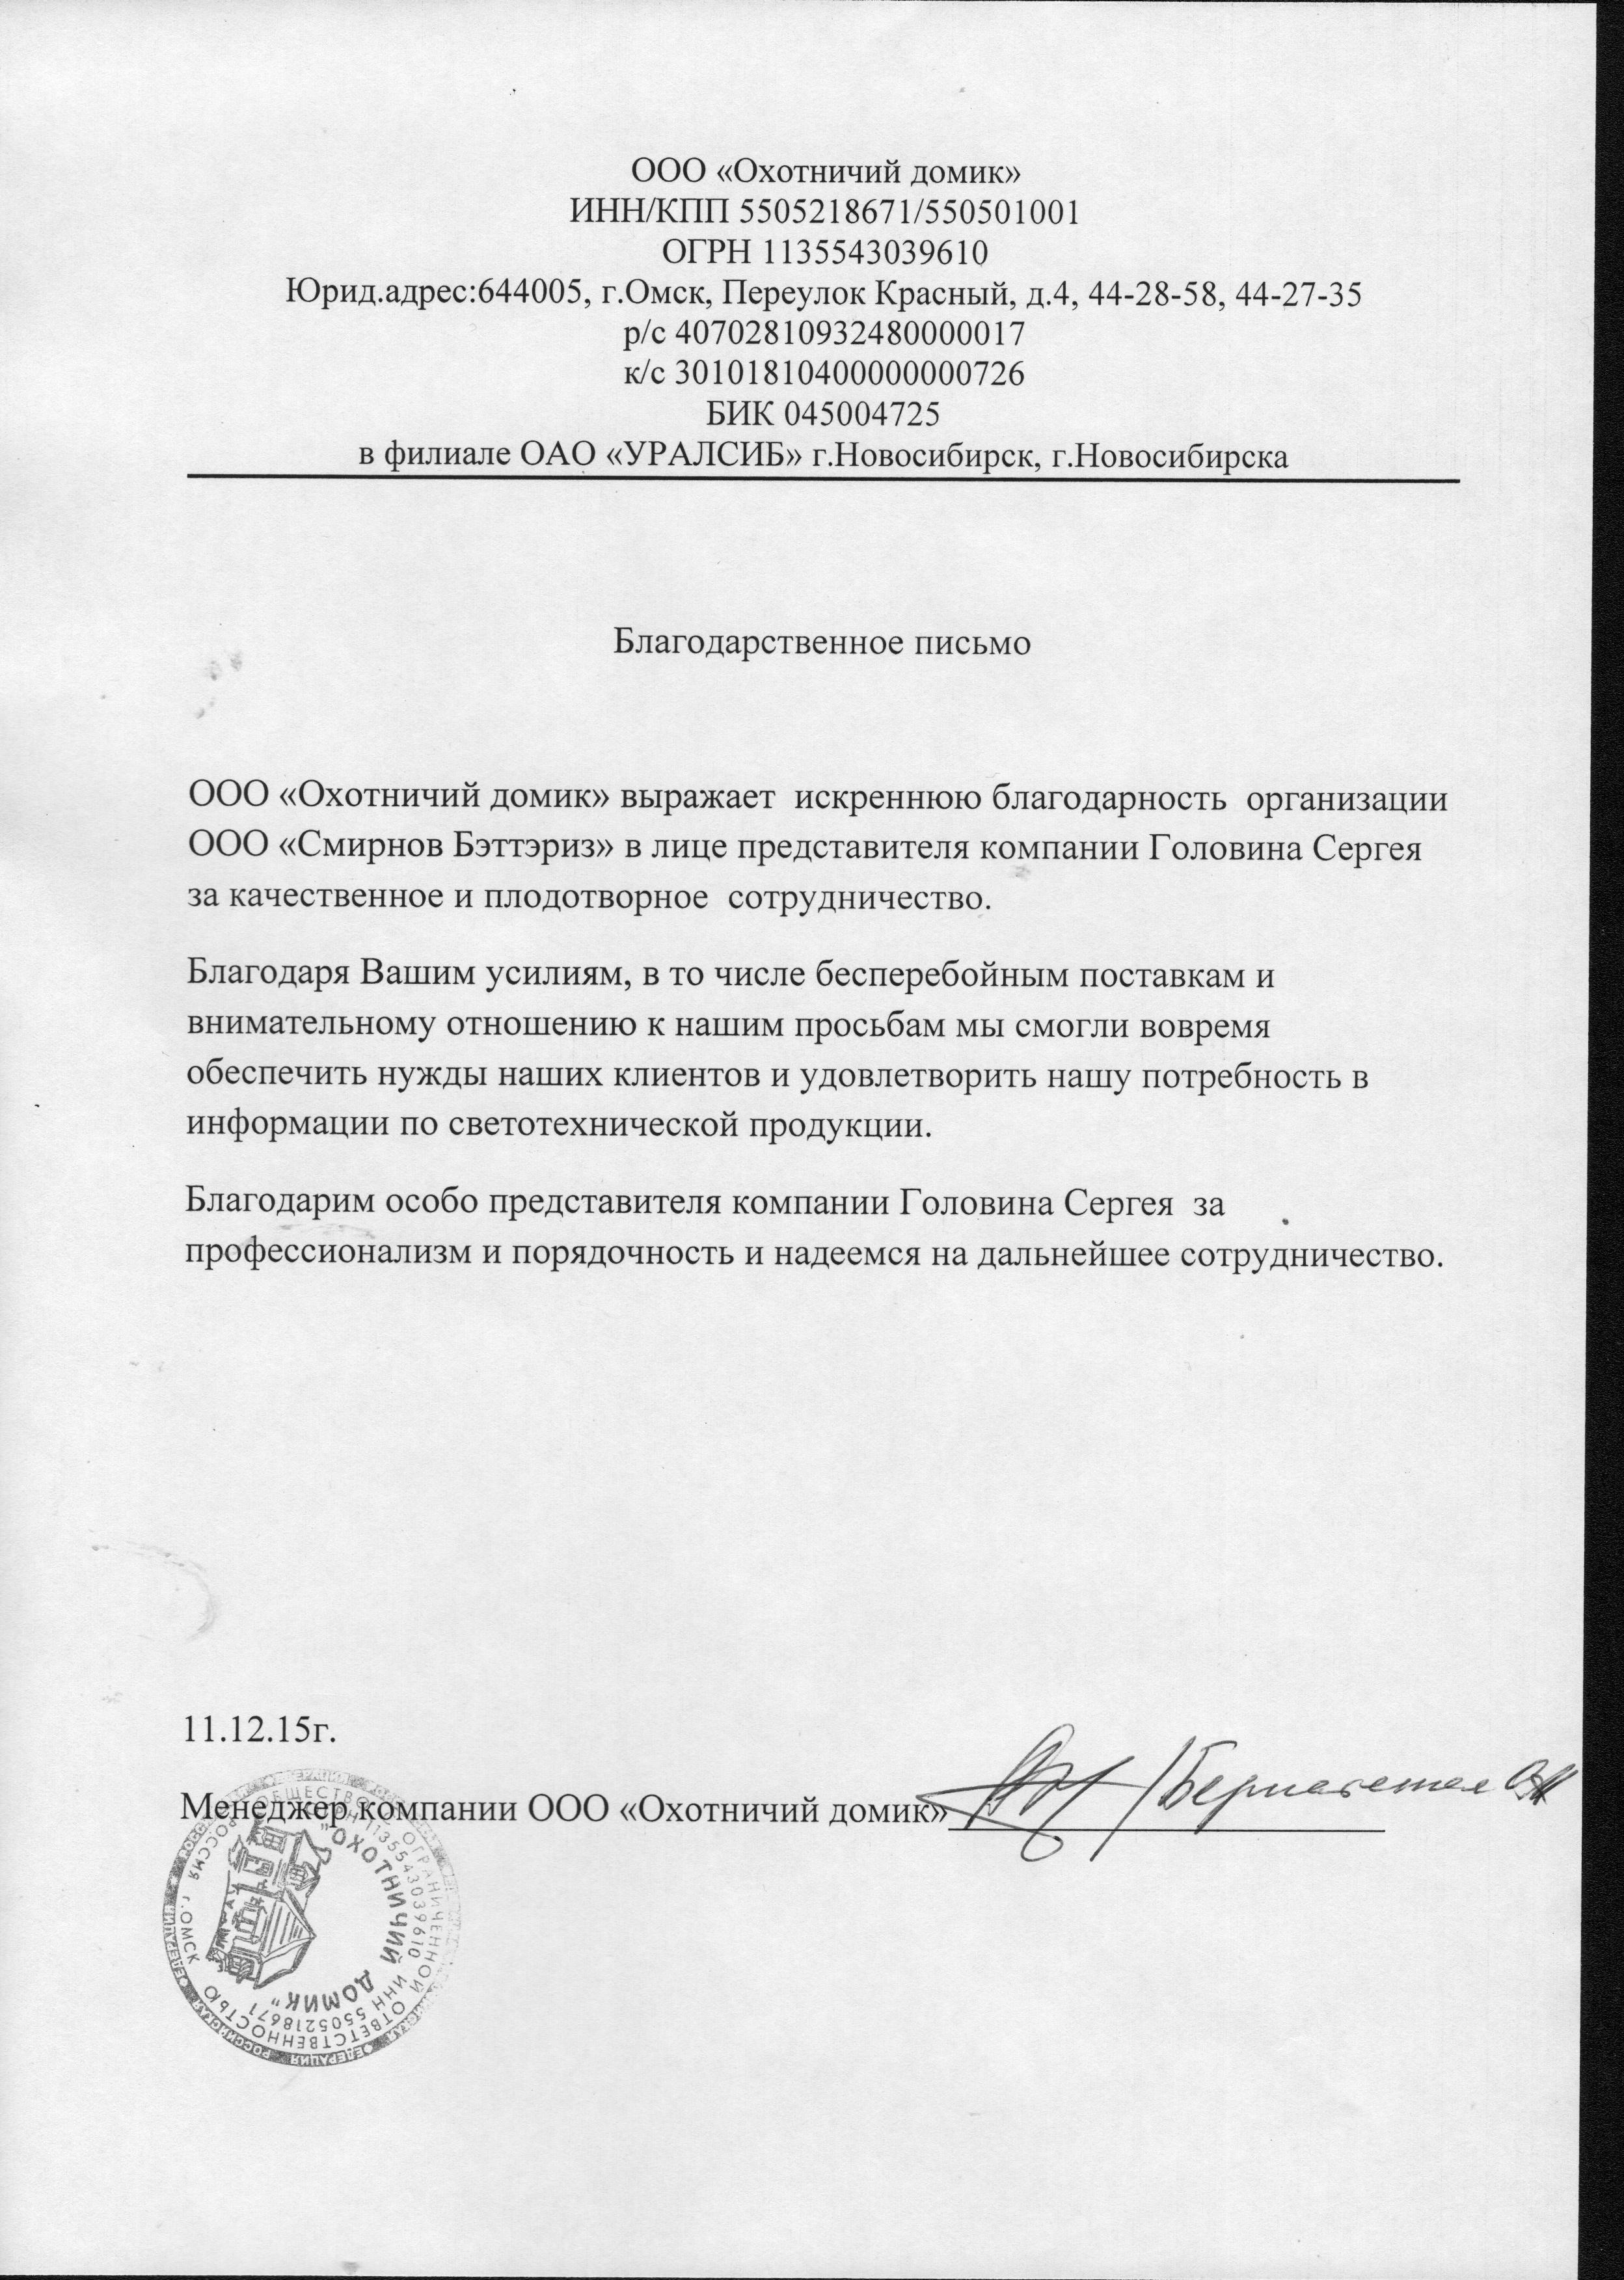 ООО «Охотничий домик»
ИНН/КПП 5505218671/550501001
ОГРН 1135543039610
Юрид.адрес:644005, г.Омск, Переулок Красный, д.4, 44-28-58, 44-27-35
р/с 40702810932480000017
к/с 30101810400000000726
БИК 045004725
в филиале ОАО «УРАЛСИБ» г.Новосибирск, г.Новосибирска
Благодарственное письмо
ООО «Охотничий домик» выражает искреннюю благодарность организации
ООО «Смирнов Бэттэриз» в лице представителя компании Головина Сергея
за качественное и плодотворное сотрудничество.
Благодаря Вашим усилиям, в то числе бесперебойным поставкам и
внимательному отношению к нашим просьбам мы смогли вовремя
обеспечить нужды наших клиентов и удовлетворить нашу потребность в
информации по светотехнической продукции.
Благодарим особо представителя компании Головина Сергея за
профессионализм и порядочность и надеемся на дальнейшее сотрудничество.
11.12.15г.
Менеджер компании ООО «Охотничий домик»
РОССИЯ г.ОМСК
ОБЩЕСТВО С ОГРАНИЧЕННОЙ ОТВЕТСТВЕННОСТЬЮ
ОГРН 1135543039610 ИНН 5505218671
"ОХОТНИЧИЙ ДОМИК"